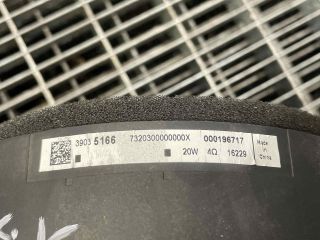 3903 5166 7320300000000X 000196717
20W 4Ω 16229
Made in China